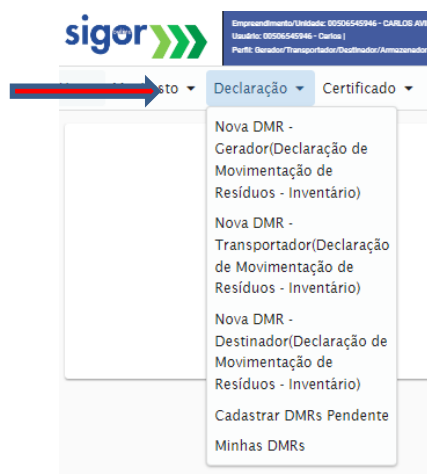 sigor
Empreendimento/Unidade: 00506545946 - CARLOS AVI
Usuário: 00506545946 - Carlos |
Perfil: Gerador/Transportador/Destinador/Armazenador
sto Declaração Certificado
Nova DMR -
Gerador(Declaração de
Movimentação de
Resíduos - Inventário)
Nova DMR -
Transportador(Declaração
de Movimentação de
Resíduos - Inventário)
Nova DMR -
Destinador(Declaração de
Movimentação de
Resíduos - Inventário)
Cadastrar DMRs Pendente
Minhas DMRs